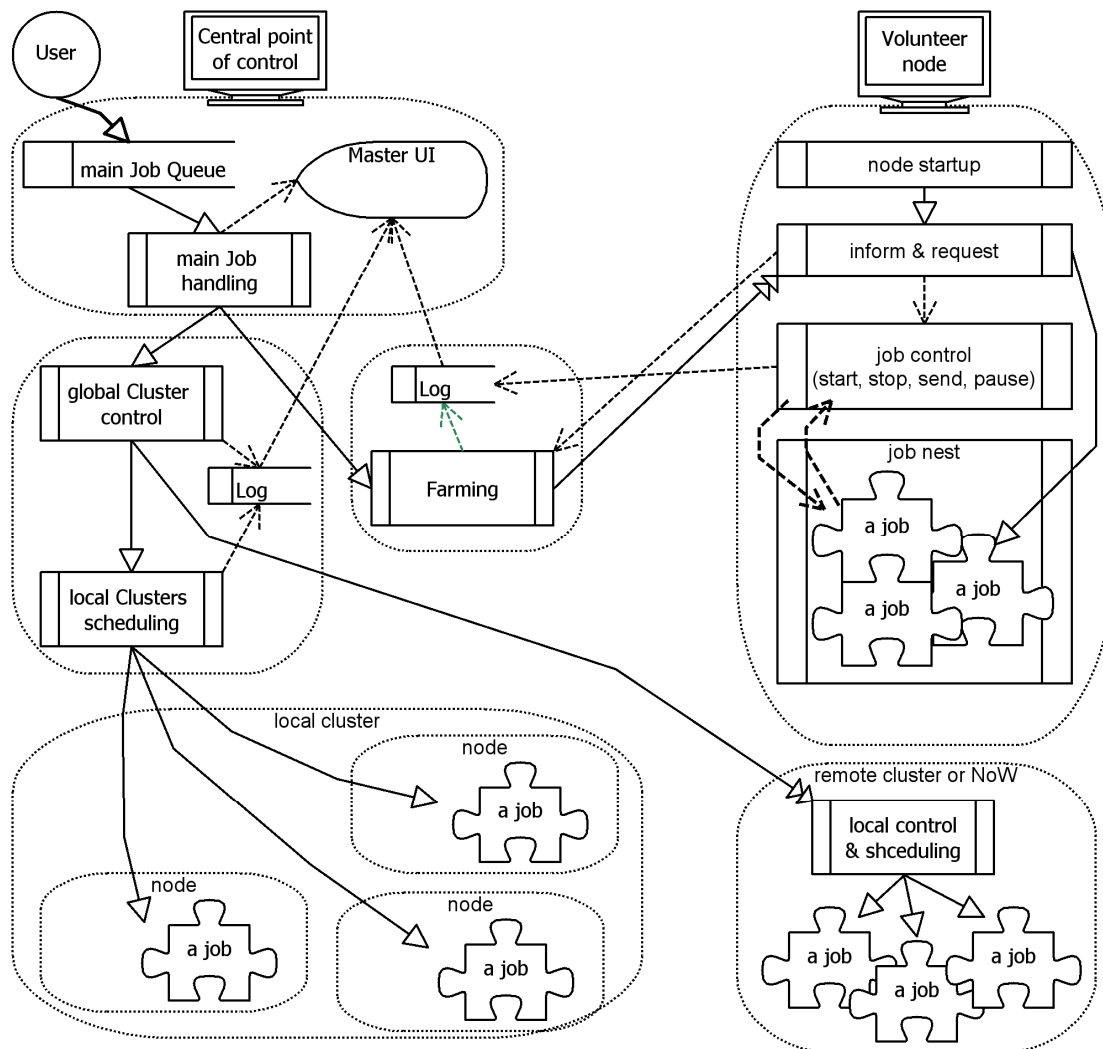 User
Central point
of control
Volunteer
node
main Job Queue
Master UI
node startup
main Job
handling
inform & request
job control
(start, stop, send, pause)
global Cluster
control
Log
Log
Farming
job nest
a job
a job
a job
local Clusters
scheduling
local cluster
node
a job
node
a job
node
a job
remote cluster or NoW
local control
& shceduling
a job
a job
a job